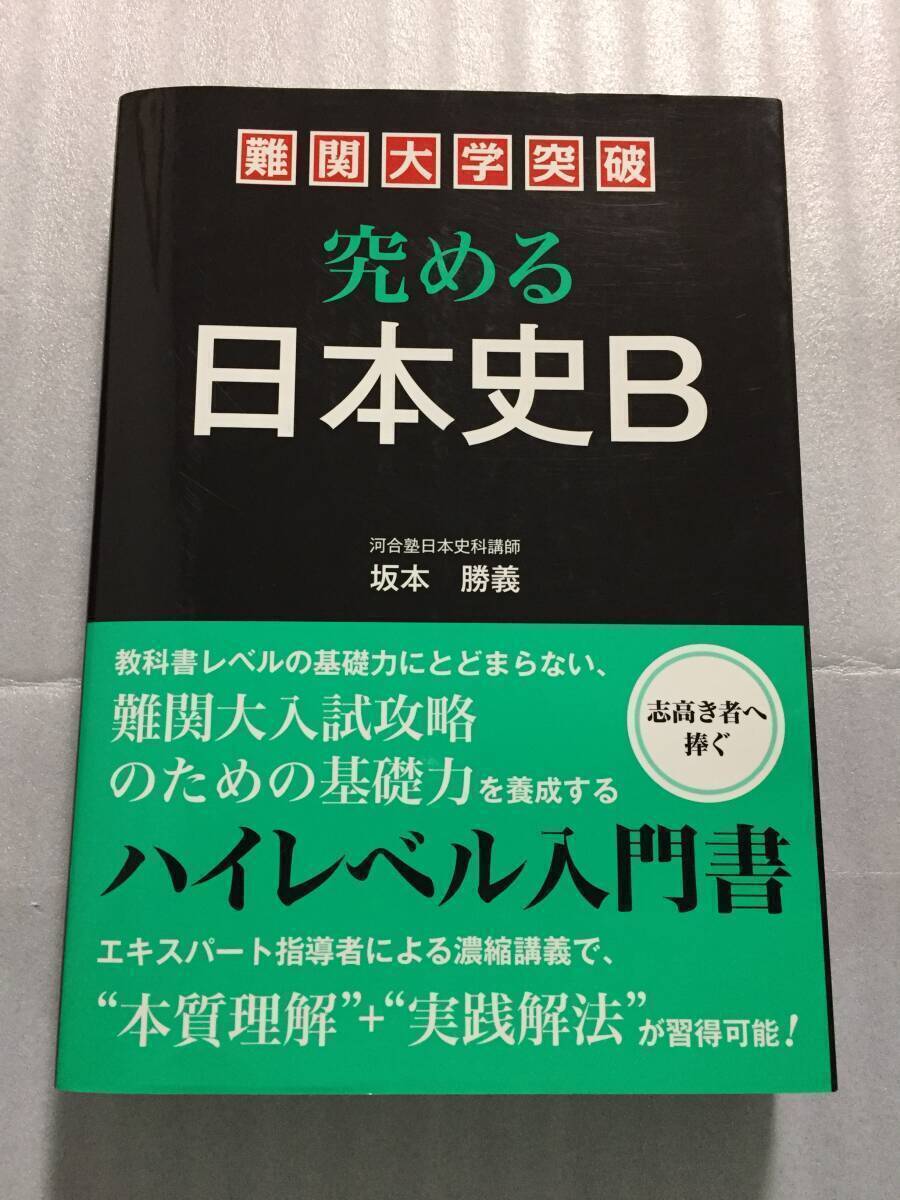 難関大学突破
究める
日本史B
河合塾日本史科講師
坂本 勝義
教科書レベルの基礎力にとどまらない、
難関大入試攻略
のための基礎力を養成する
志高き者へ
捧ぐ
ハイレベル入門書
エキスパート指導者による濃縮講義で、
“本質理解”+“実践解法”が習得可能!